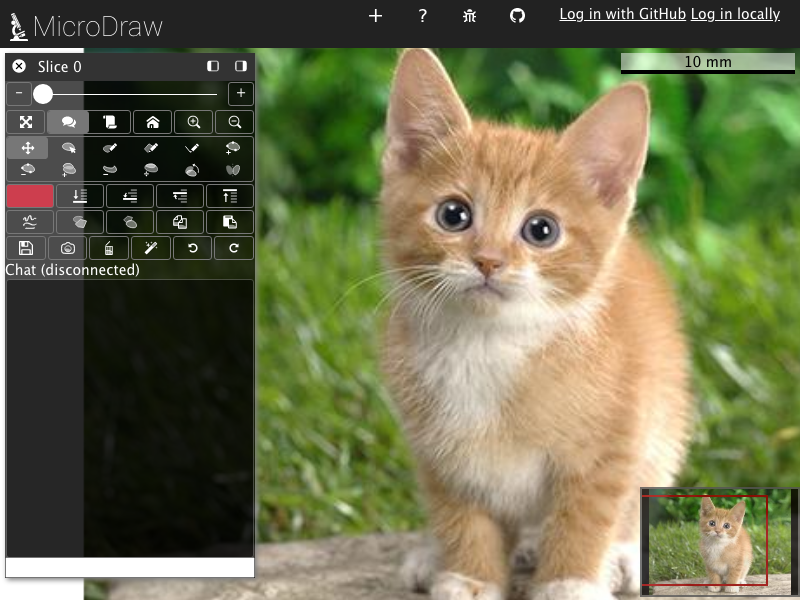 MicroDraw
Log in with GitHub Log in locally
10 mm
Slice 0
Chat (disconnected)